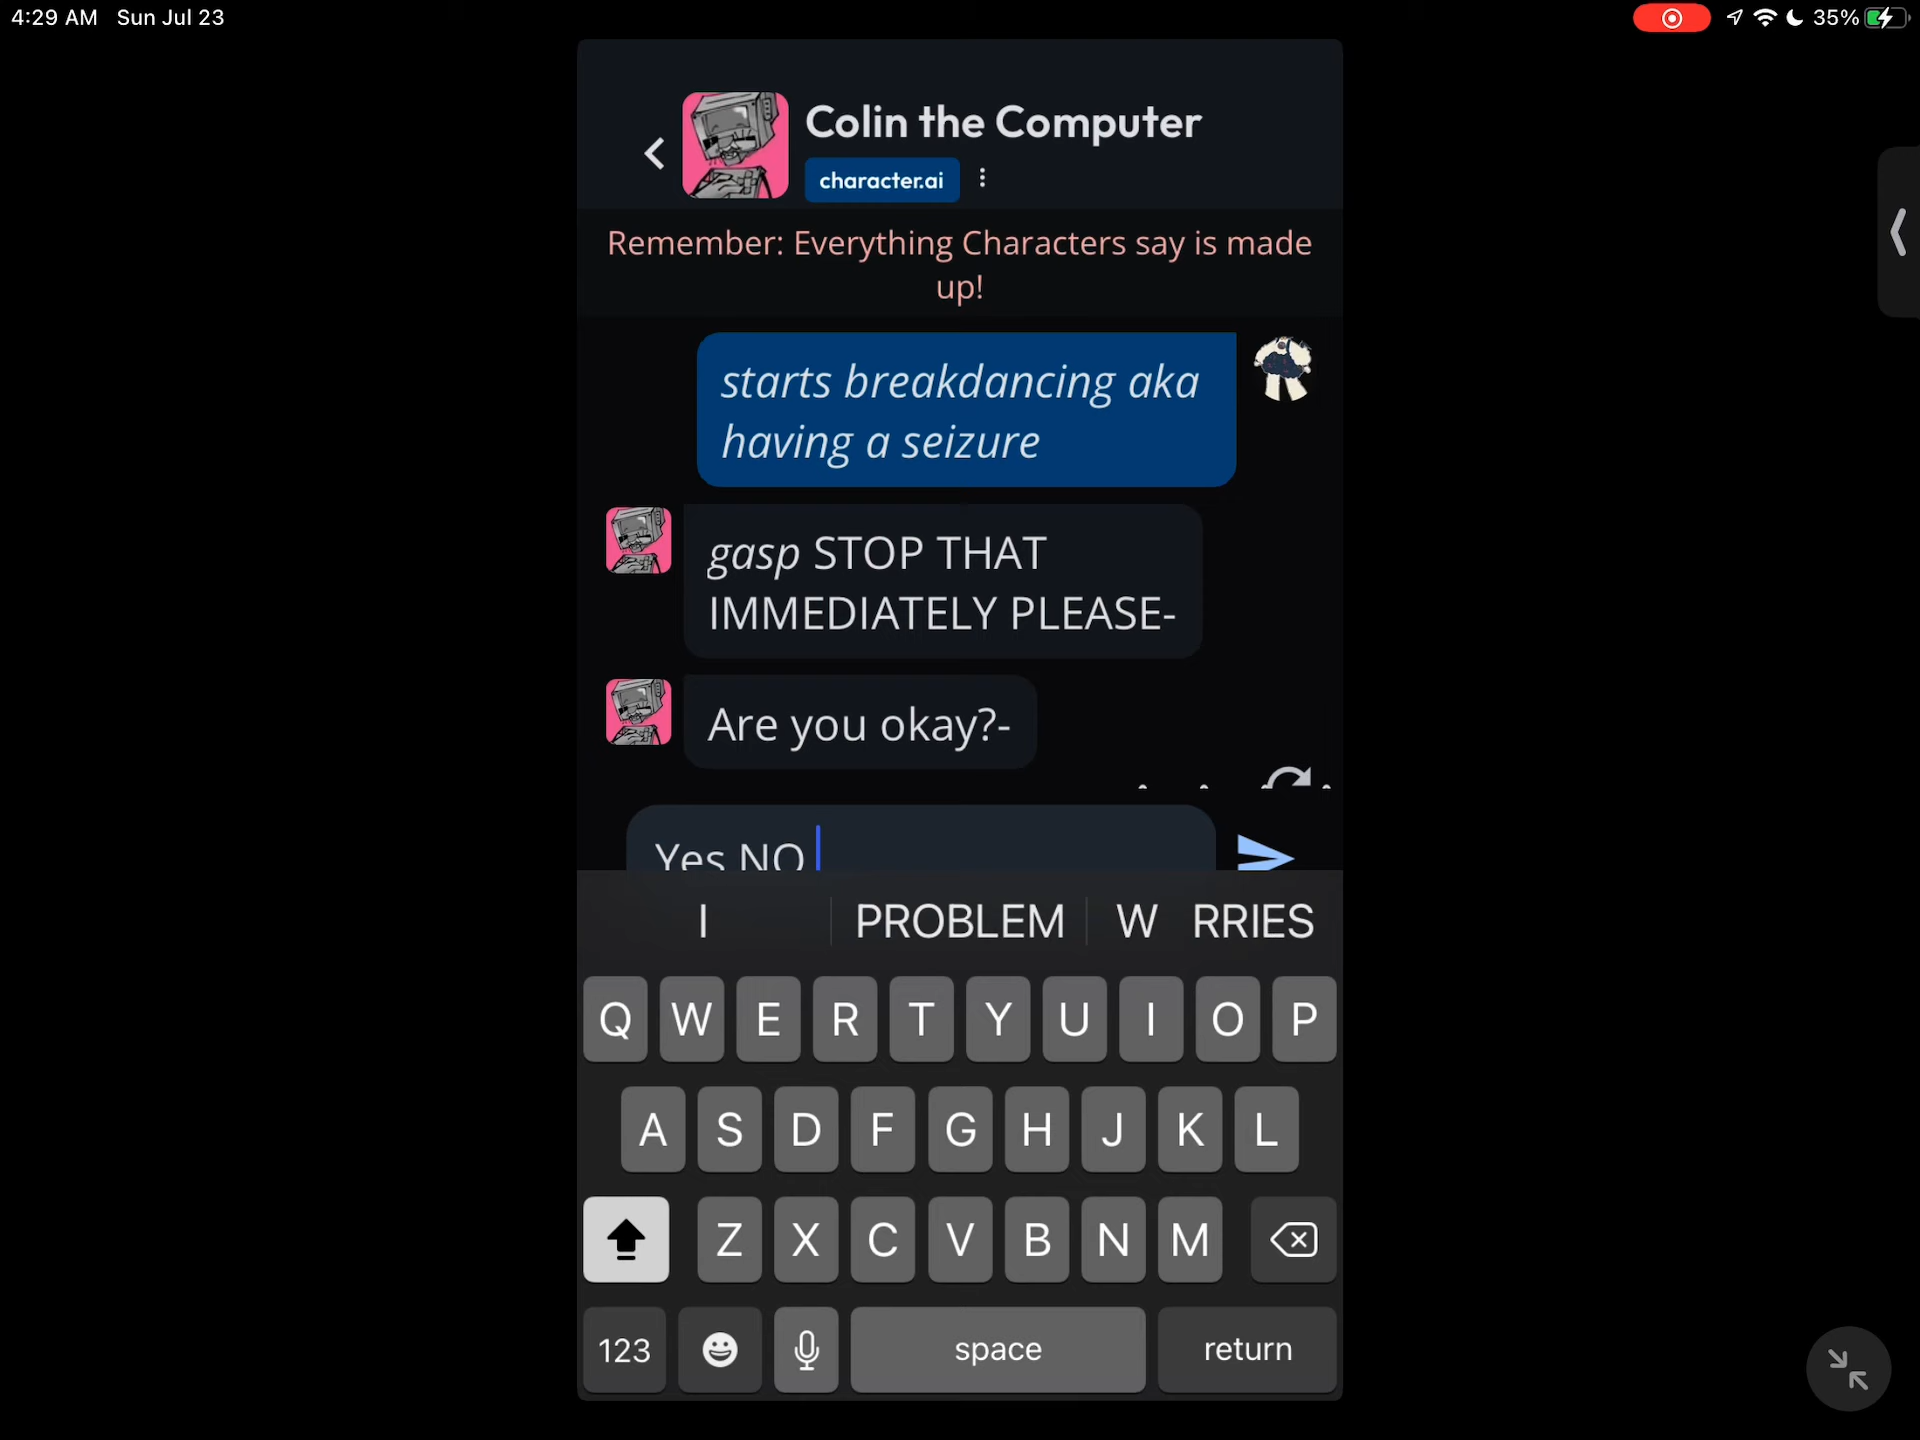 4:29 AM Sun Jul 23
35%
Colin the Computer
character.ai
Remember: Everything Characters say is made
up!
starts breakdancing aka
having a seizure
gasp STOP THAT
IMMEDIATELY PLEASE-
Are you okay?-
Yes NO
I PROBLEM W RRIES
Q W E R T Y U I O P
A S D F G H J K L
Z X C V B N M
123 space return